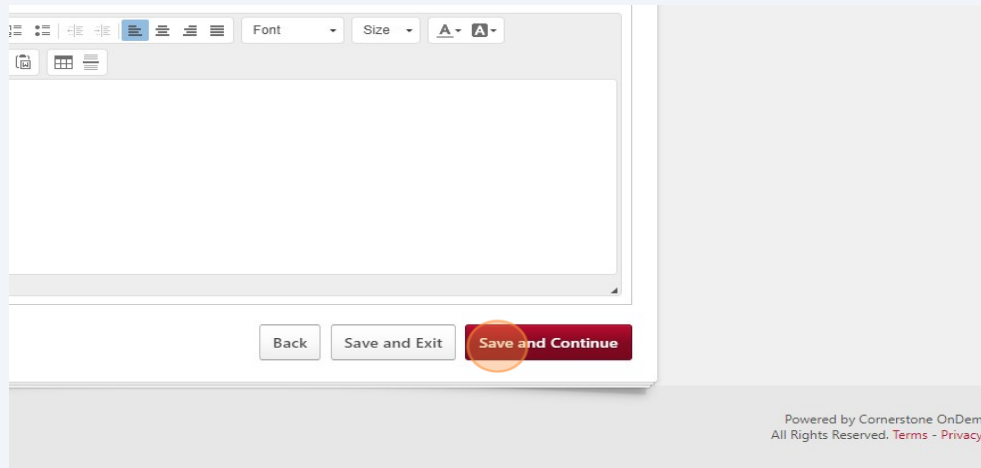 Font Size A A
Back Save and Exit Save and Continue
Powered by Cornerstone OnDem
All Rights Reserved. Terms - Privacy